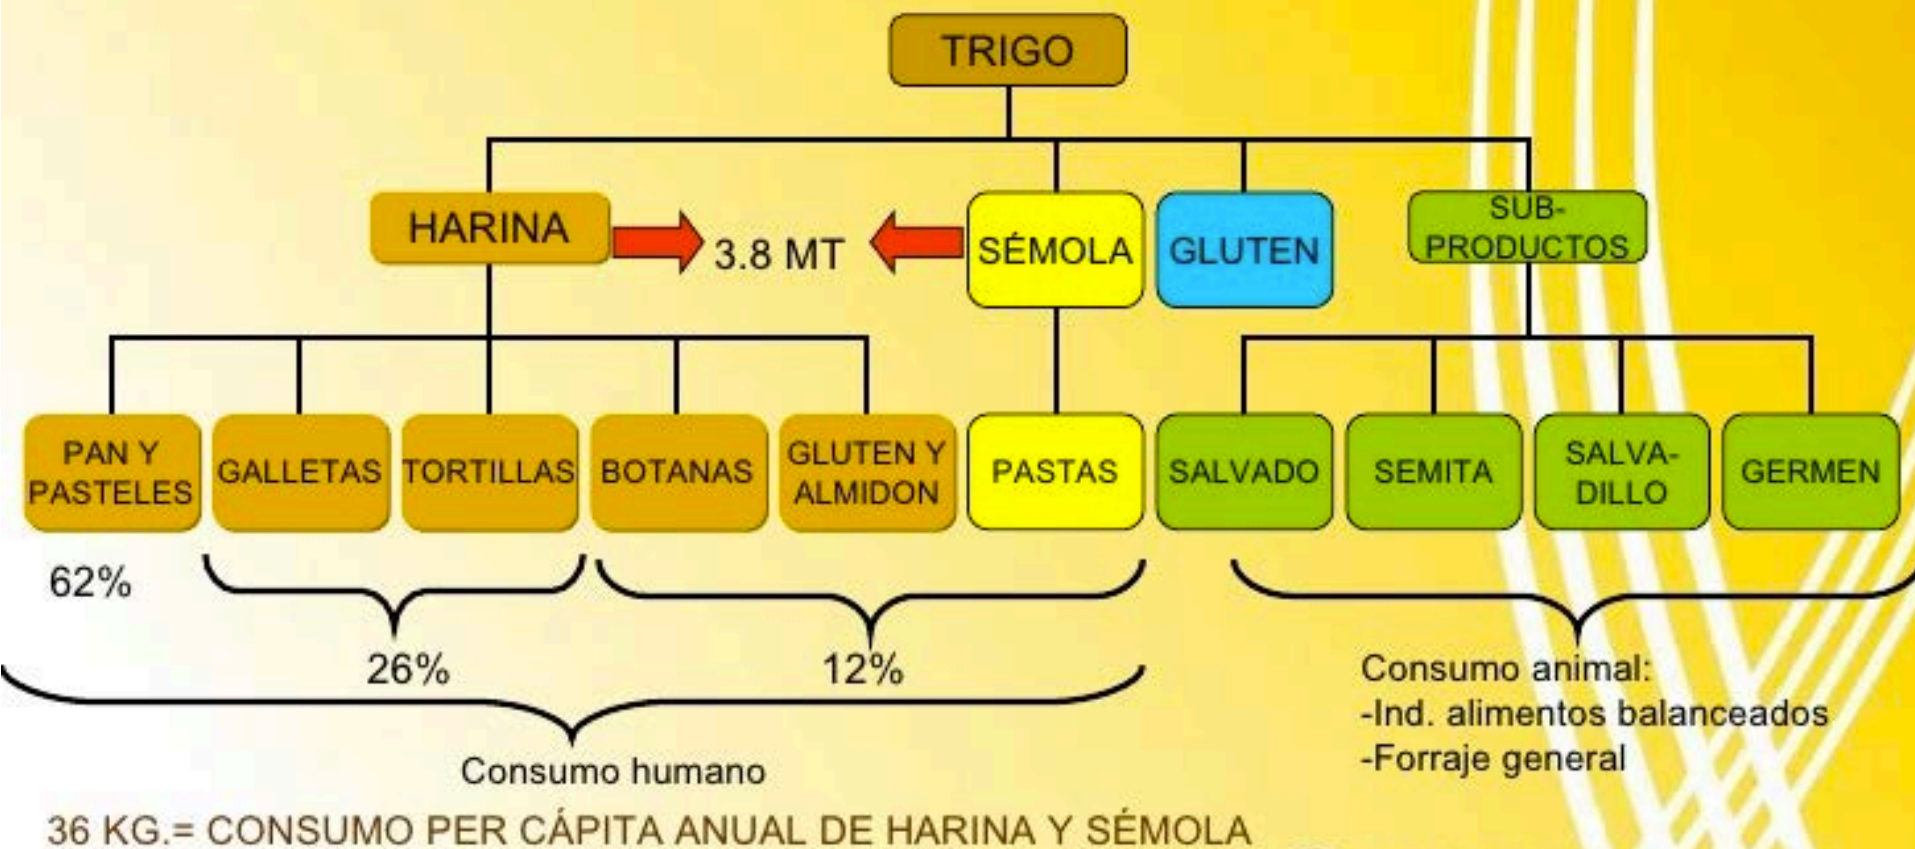 TRIGO
HARINA
3.8 MT
SÉMOLA
GLUTEN
SUB-
PRODUCTOS
PAN Y
PASTELES
GALLETAS
TORTILLAS
BOTANAS
GLUTEN Y
ALMIDON
PASTAS
SALVADO
SEMITA
SALVA-
DILLO
GERMEN
62%
26%
12%
Consumo humano
Consumo animal:
-Ind. alimentos balanceados
-Forraje general
36 KG.= CONSUMO PER CÁPITA ANUAL DE HARINA Y SÉMOLA